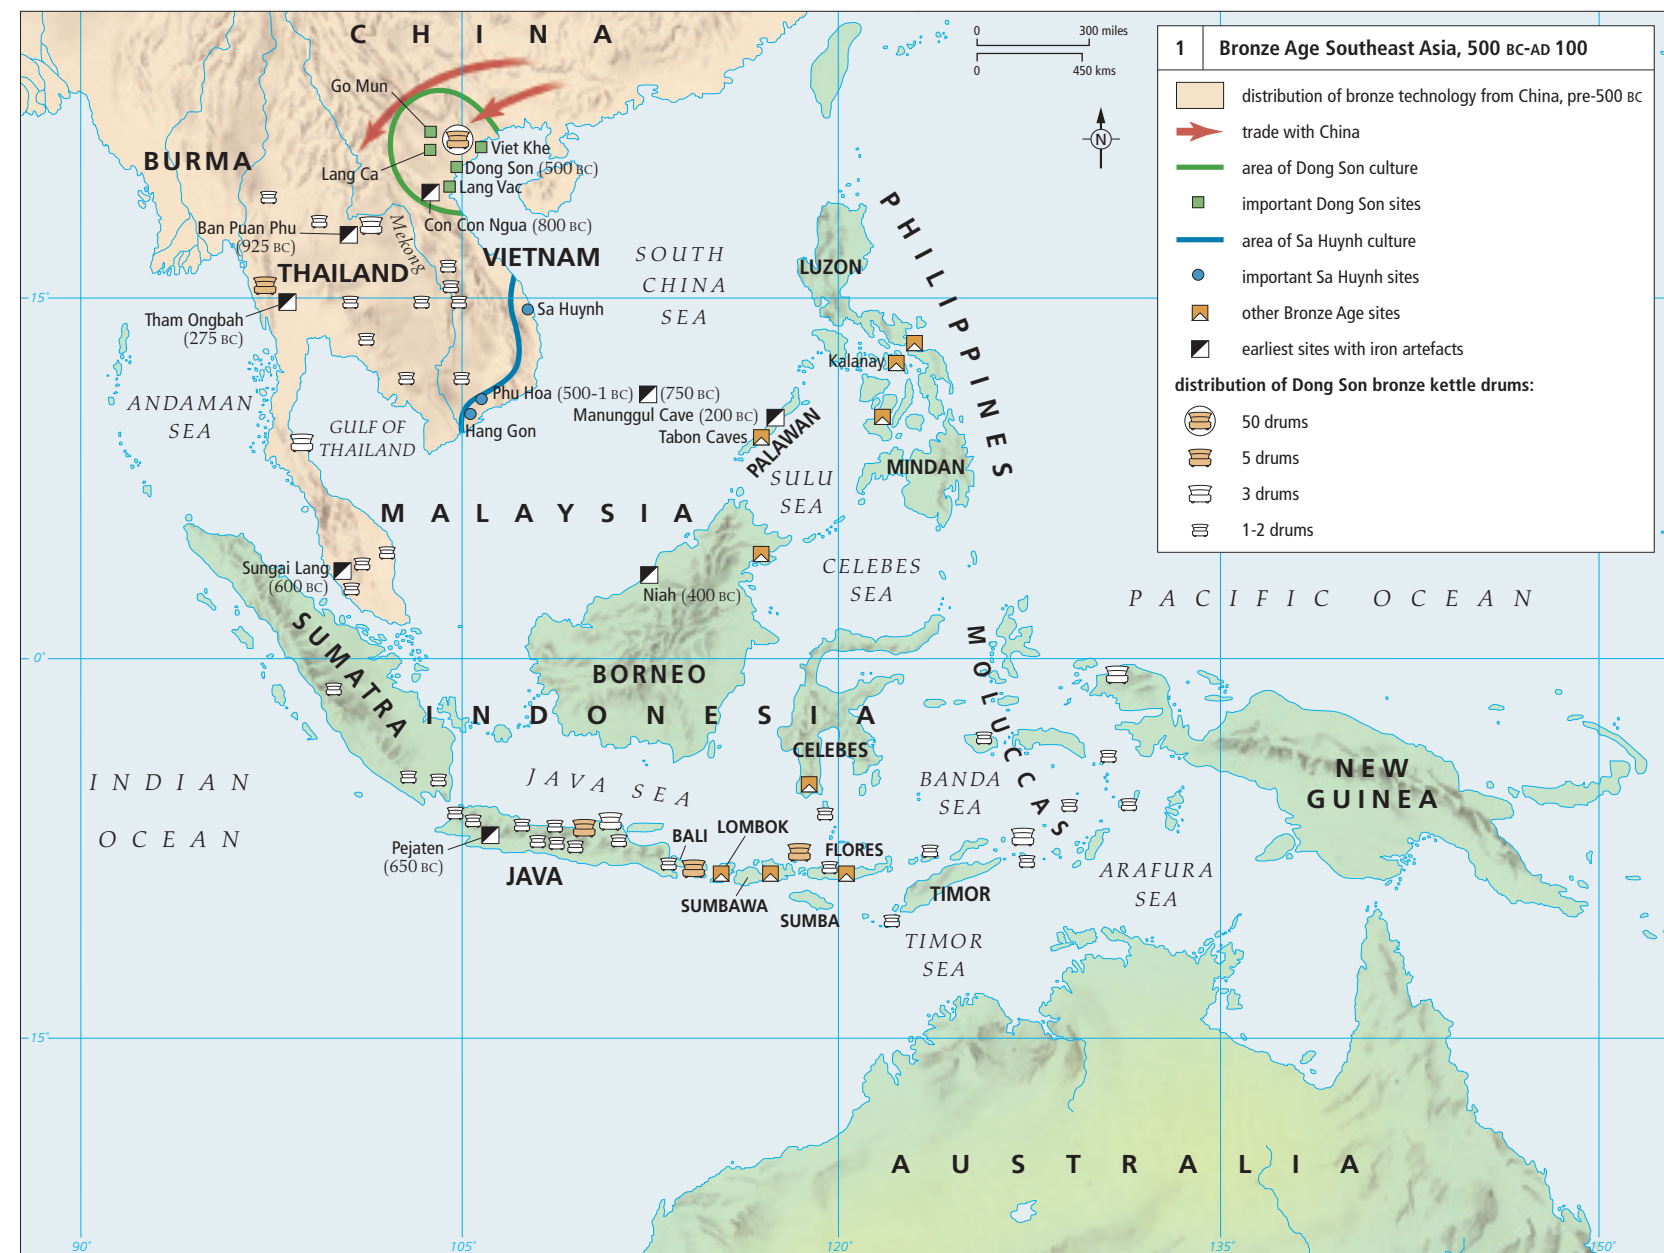 C H I N A
0 300 miles
0 450 kms
N
1 Bronze Age Southeast Asia, 500 BC-AD 100
distribution of bronze technology from China, pre-500 BC
trade with China
area of Dong Son culture
important Dong Son sites
area of Sa Huynh culture
important Sa Huynh sites
other Bronze Age sites
earliest sites with iron artefacts
distribution of Dong Son bronze kettle drums:
50 drums
5 drums
3 drums
1-2 drums
Go Mun
BURMA
Viet Khe
Lang Ca
Dong Son (500 BC)
Lang Vac
Con Con Ngua (800 BC)
Ban Puan Phu
(925 BC)
Mekong
VIETNAM
THAILAND
SOUTH
CHINA
SEA
PHILIPPINES
LUZON
15°
Tham Ongbah
(275 BC)
Sa Huynh
Kalanay
ANDAMAN
SEA
GULF OF
THAILAND
Phu Hoa (500-1 BC) (750 BC)
Manunggul Cave (200 BC)
Hang Gon
Tabon Caves
PALAWAN
SULU
SEA
MINDAN
MALAYSIA
Sungai Lang
(600 BC)
Niah (400 BC)
CELEBES
SEA
PACIFIC OCEAN
SUMATRA
0°
BORNEO
MOLUCCAS
INDONESIA
CELEBES
INDIAN
OCEAN
JAVA SEA
BANDA
SEA
NEW
GUINEA
Pejaten
(650 BC)
JAVA
BALI
LOMBOK
FLORES
SUMBAWA
SUMBA
TIMOR
ARAFURA
SEA
TIMOR
SEA
15°
AUSTRALIA
90°
105°
120°
135°
150°